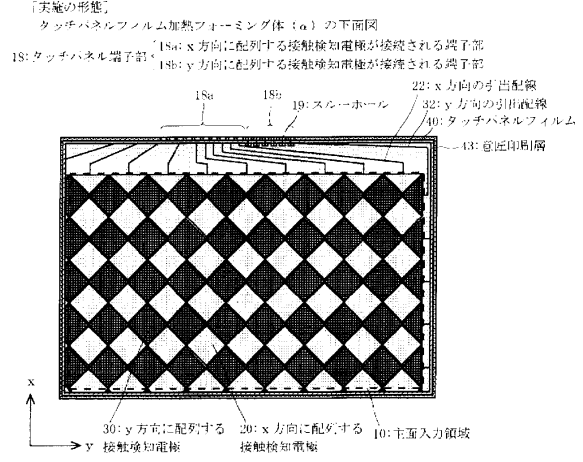 [実施の形態]
タッチパネルフィルム加熱フォーミング体(α)の下面図
18:タッチパネル端子部
18a:x方向に配列する接触検知電極が接続される端子部
18b:y方向に配列する接触検知電極が接続される端子部
22:x方向の引出配線
18a
18b
32:y方向の引出配線
19:スルーホール
40:タッチパネルフィルム
43:意匠印刷層
x
y
30:y方向に配列する
接触検知電極
20:x方向に配列する
接触検知電極
10:主面入力領域